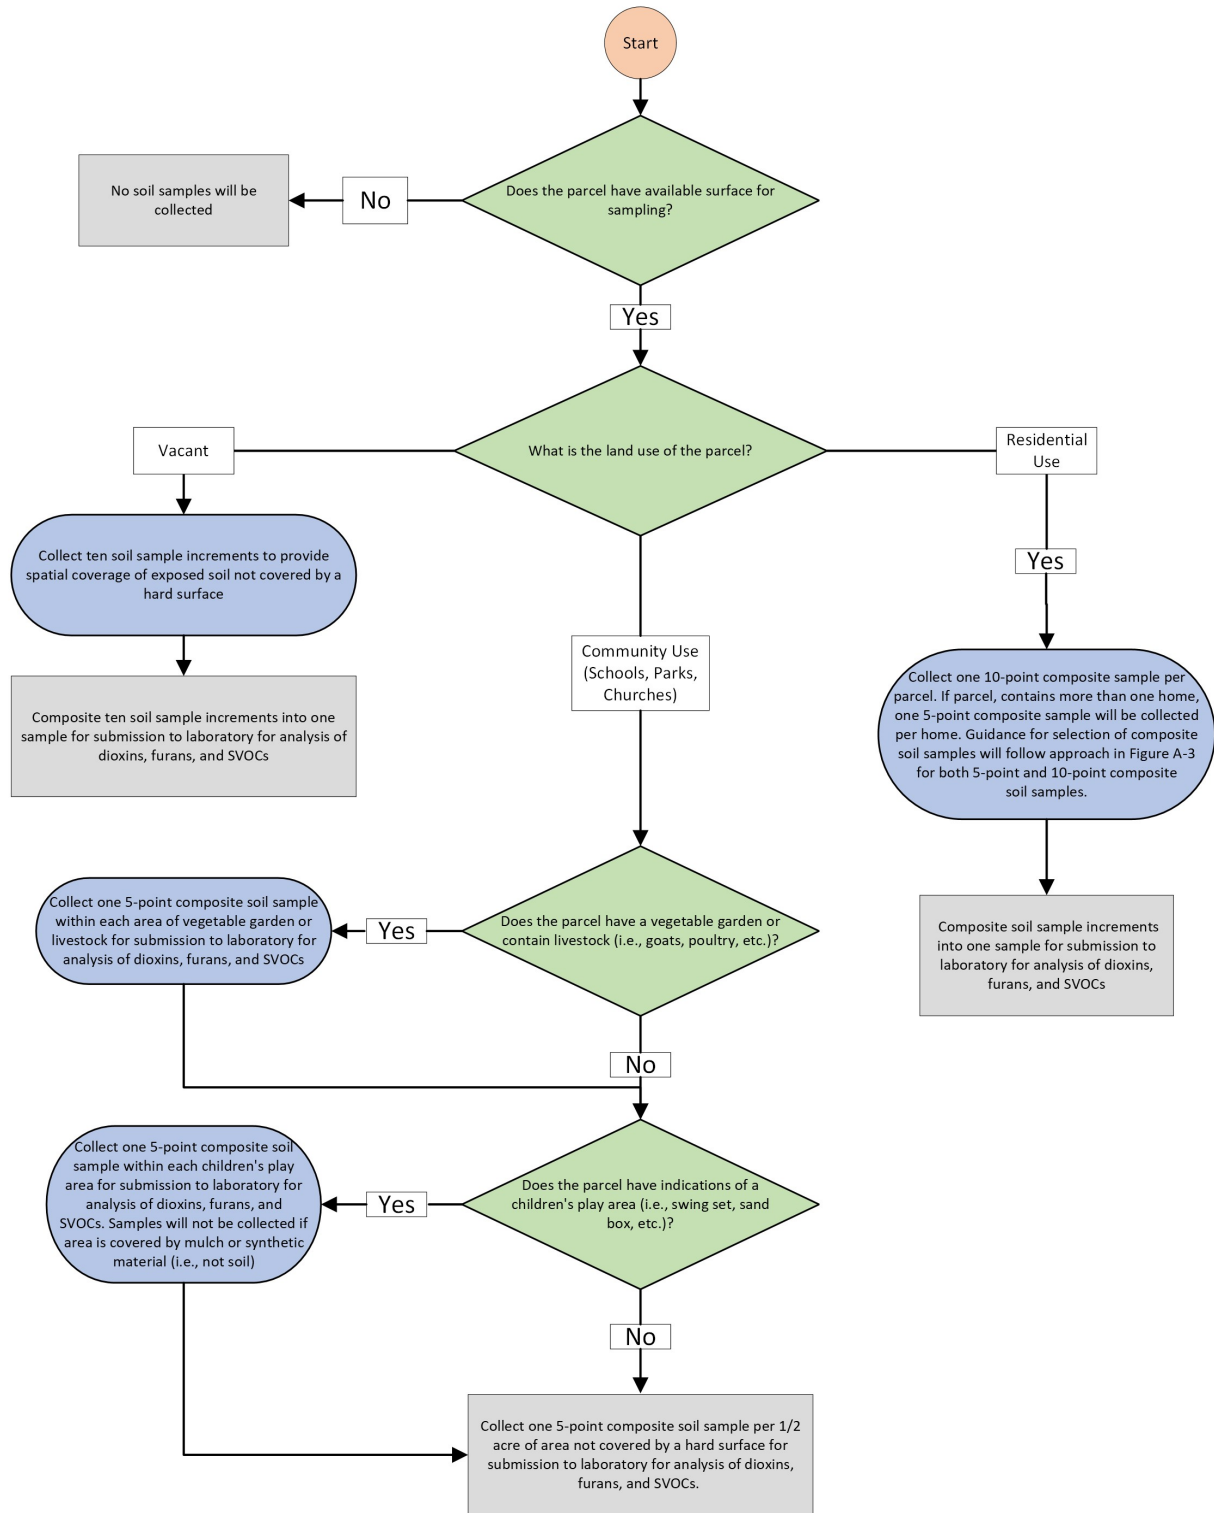 Start
Does the parcel have available surface for
sampling?
No
No soil samples will be
collected
Yes
What is the land use of the parcel?
Vacant
Collect ten soil sample increments to provide
spatial coverage of exposed soil not covered by a
hard surface
Composite ten soil sample increments into one
sample for submission to laboratory for analysis of
dioxins, furans, and SVOCs
Residential
Use
Yes
Collect one 10-point composite sample per
parcel. If parcel, contains more than one home,
one 5-point composite sample will be collected
per home. Guidance for selection of composite
soil samples will follow approach in Figure A-3
for both 5-point and 10-point composite
soil samples.
Composite soil sample increments
into one sample for submission to
laboratory for analysis of dioxins,
furans, and SVOCs
Community Use
(Schools, Parks,
Churches)
Does the parcel have a vegetable garden or
contain livestock (i.e., goats, poultry, etc.)?
Yes
Collect one 5-point composite soil sample
within each area of vegetable garden or
livestock for submission to laboratory for
analysis of dioxins, furans, and SVOCs
No
Does the parcel have indications of a
children's play area (i.e., swing set, sand
box, etc.)?
Yes
Collect one 5-point composite soil
sample within each children's play
area for submission to laboratory for
analysis of dioxins, furans, and
SVOCs. Samples will not be collected if
area is covered by mulch or synthetic
material (i.e., not soil)
No
Collect one 5-point composite soil sample per 1/2
acre of area not covered by a hard surface for
submission to laboratory for analysis of dioxins,
furans, and SVOCs.